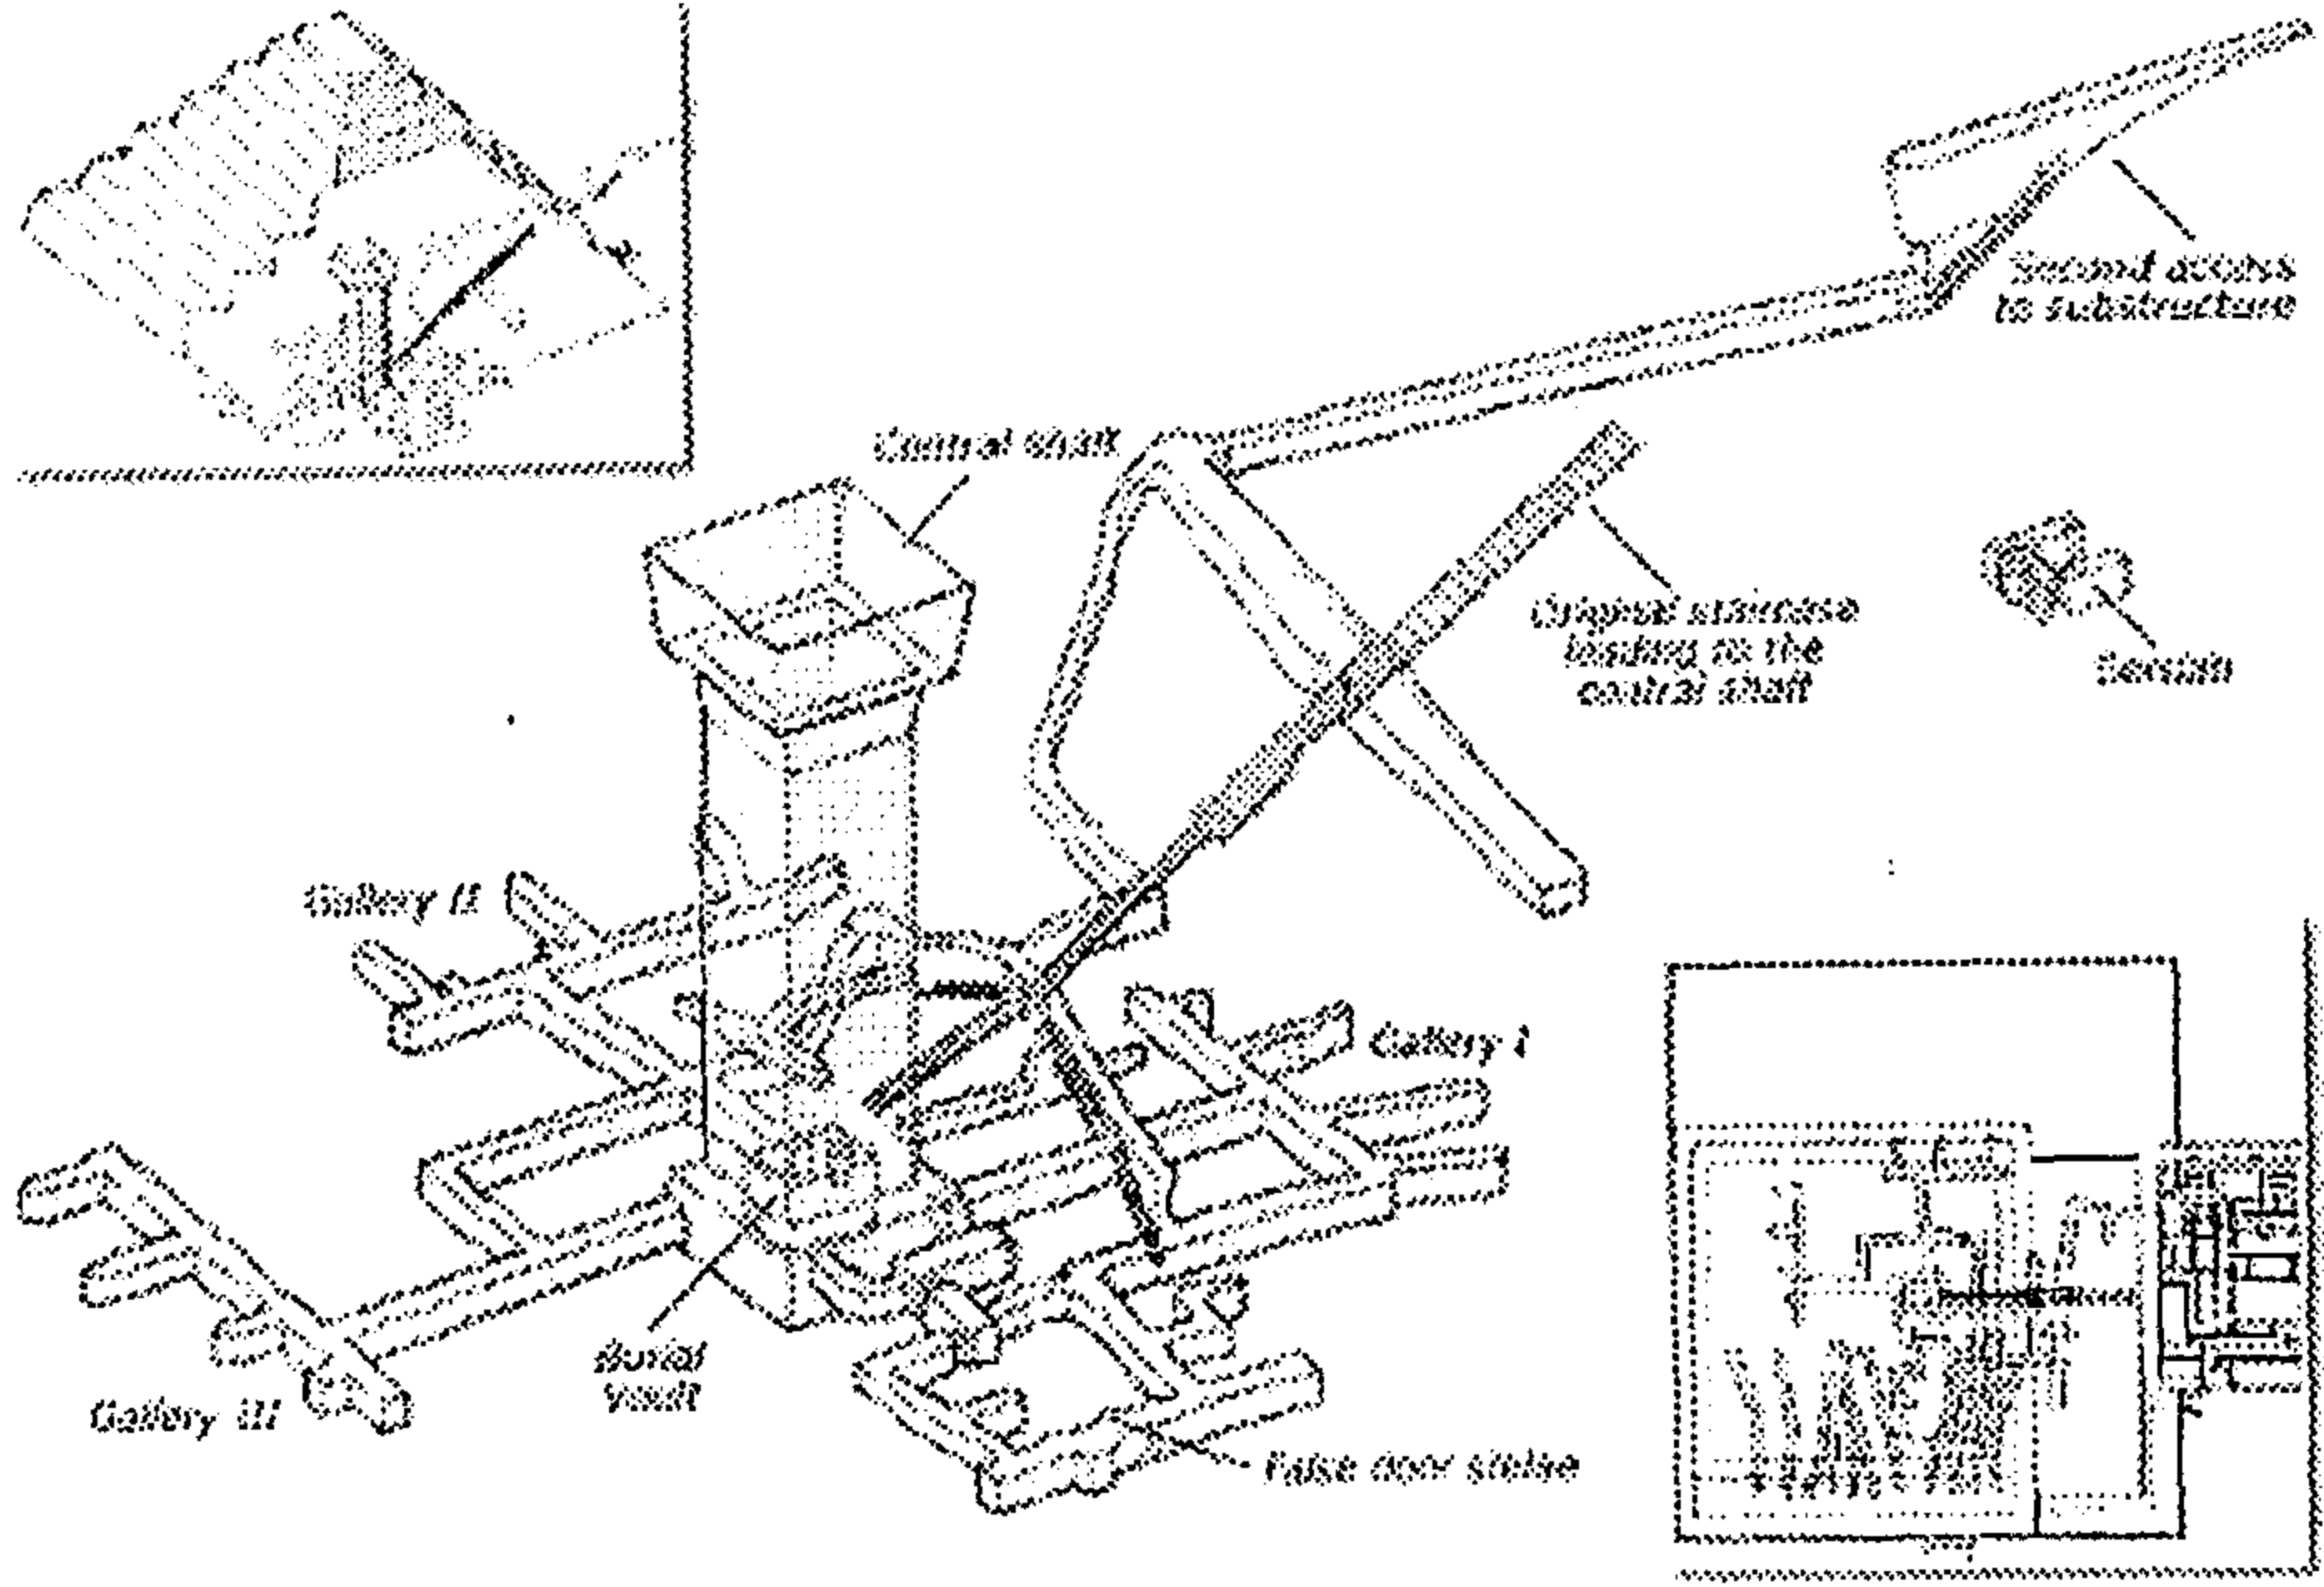 Second access
to substructure
Central shaft
Original staircase
leading to the
central shaft
Serdab
Gallery II
Gallery I
Burial
Vault
Gallery III
False door stelae